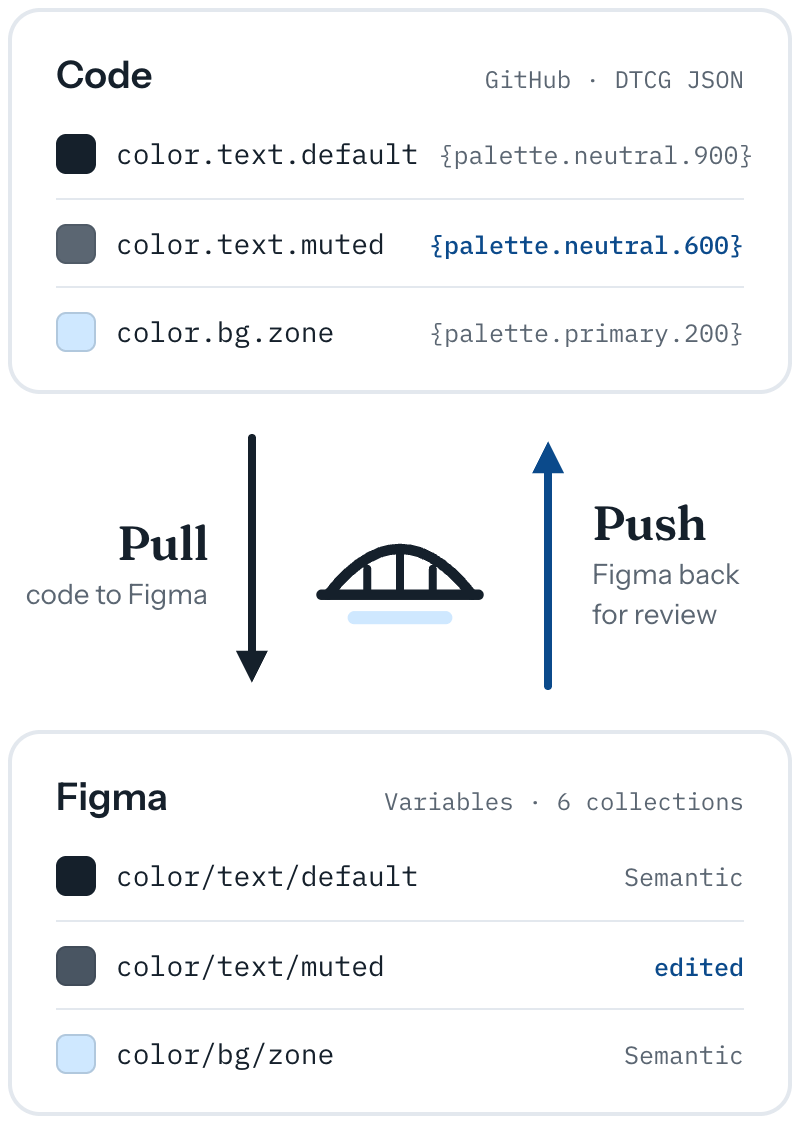 Code
GitHub · DTCG JSON
color.text.default {palette.neutral.900}
color.text.muted {palette.neutral.600}
color.bg.zone {palette.primary.200}
Pull
code to Figma
Push
Figma back
for review
Figma
Variables · 6 collections
color/text/default Semantic
color/text/muted edited
color/bg/zone Semantic